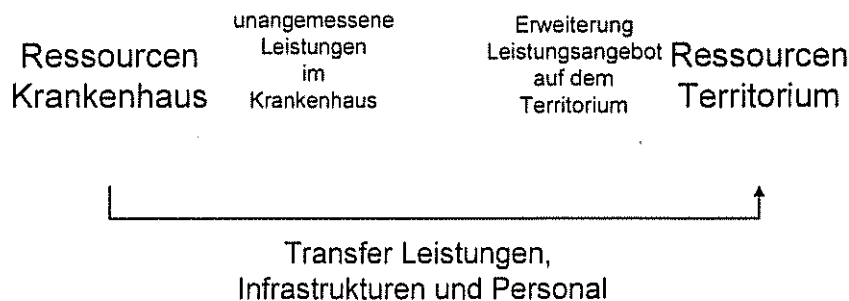 Ressourcen
Krankenhaus
unangemessene
Leistungen
im
Krankenhaus
Erweiterung
Leistungsangebot
auf dem
Territorium
Ressourcen
Territorium
Transfer Leistungen,
Infrastrukturen und Personal